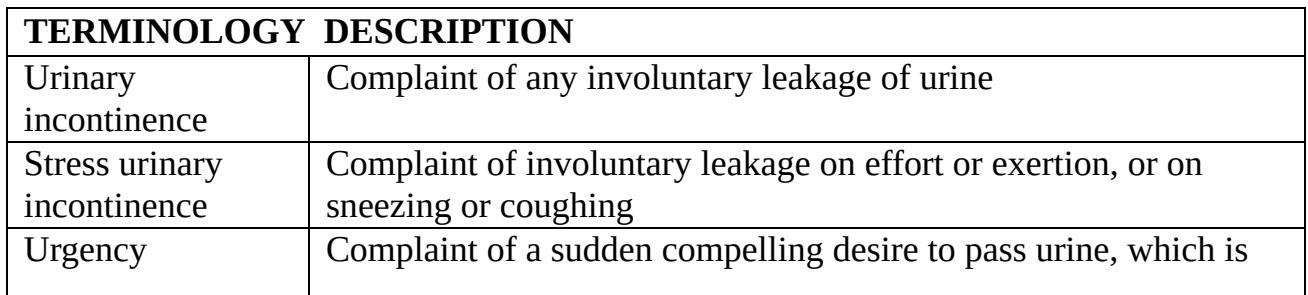 TERMINOLOGY DESCRIPTION
Urinary Complaint of any involuntary leakage of urine
incontinence
Stress urinary Complaint of involuntary leakage on effort or exertion, or on
incontinence sneezing or coughing
Urgency Complaint of a sudden compelling desire to pass urine, which is